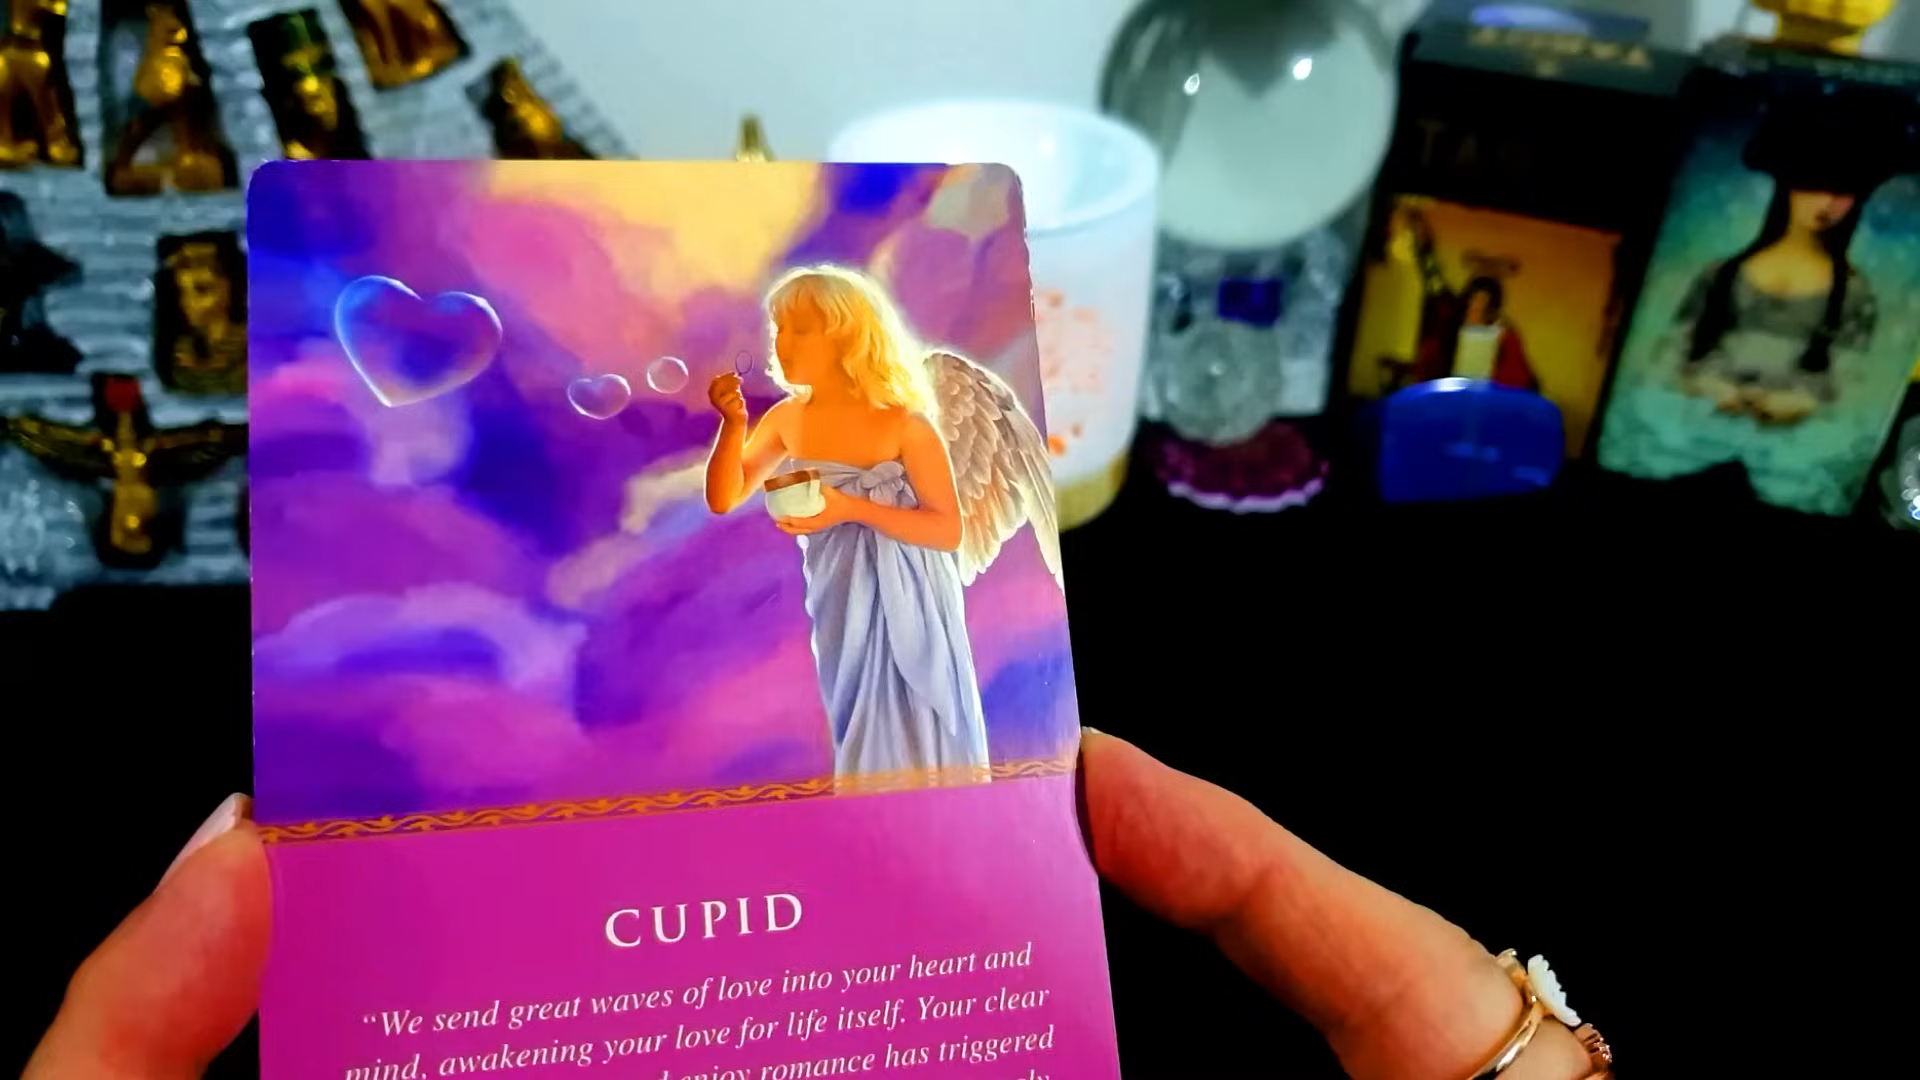 CUPID
“We send great waves of love into your heart and
mind, awakening your love for life itself. Your clear
enjoy romance has triggered